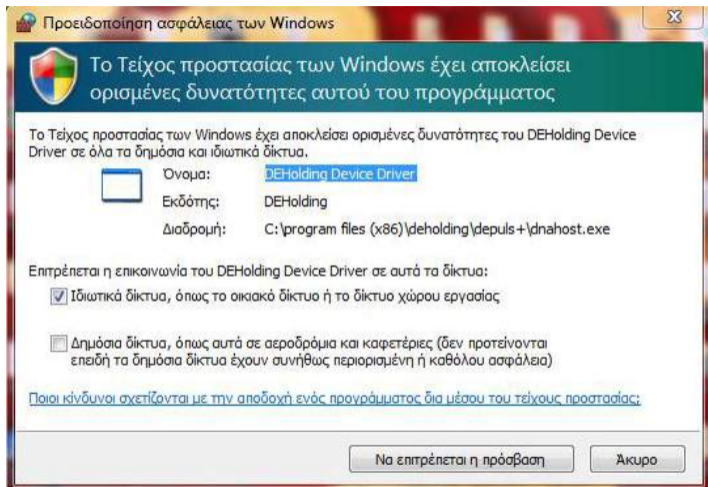 Προειδοποίηση ασφάλειας των Windows
Το Τείχος προστασίας των Windows έχει αποκλείσει
ορισμένες δυνατότητες αυτού του προγράμματος
Το Τείχος προστασίας των Windows έχει αποκλείσει ορισμένες δυνατότητες του DEHolding Device
Driver σε όλα τα δημόσια και ιδιωτικά δίκτυα.
Όνομα: DEHolding Device Driver
Εκδότης: DEHolding
Διαδρομή: C:\program files (x86)\deholding\depuls+\dnahost.exe
Επιτρέπεται η επικοινωνία του DEHolding Device Driver σε αυτά τα δίκτυα:
Ιδιωτικά δίκτυα, όπως το οικιακό δίκτυο ή το δίκτυο χώρου εργασίας
Δημόσια δίκτυα, όπως αυτά σε αεροδρόμια και καφετέριες (δεν προτείνονται
επειδή τα δημόσια δίκτυα έχουν συνήθως περιορισμένη ή καθόλου ασφάλεια)
Ποιοι κίνδυνοι σχετίζονται με την αποδοχή ενός προγράμματος δια μέσου του τείχους προστασίας;
Να επιτρέπεται η πρόσβαση Άκυρο